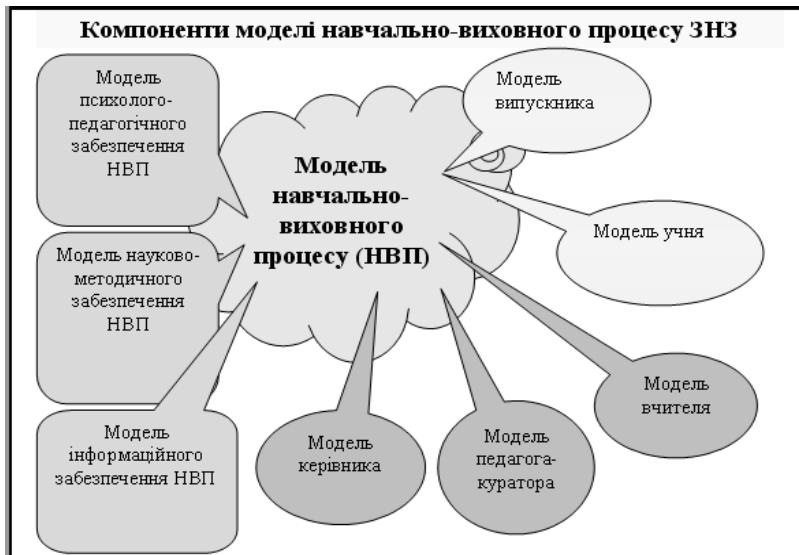 Компоненти моделі навчально-виховного процесу ЗНЗ
Модель
психолого-
педагогічного
забезпечення
НВП
Модель
випускника
Модель
навчально-
виховного
процесу (НВП)
Модель учня
Модель науково-
методичного
забезпечення
НВП
Модель
вчителя
Модель
інформаційного
забезпечення НВП
Модель
керівника
Модель
педагога-
куратора